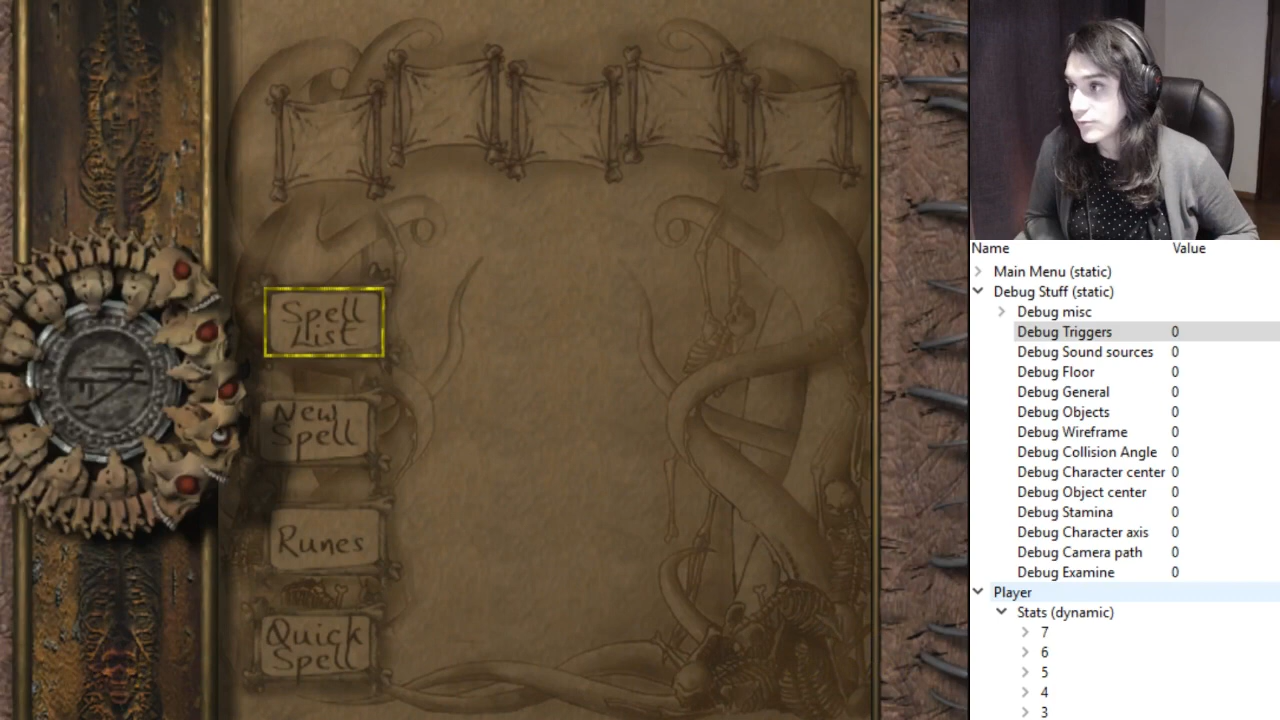 Spell
List
New
Spell
Runes
Quick
Spell
Name Value
Main Menu (static)
Debug Stuff (static)
Debug misc
Debug Triggers 0
Debug Sound sources 0
Debug Floor 0
Debug General 0
Debug Objects 0
Debug Wireframe 0
Debug Collision Angle 0
Debug Character center 0
Debug Object center 0
Debug Stamina 0
Debug Character axis 0
Debug Camera path 0
Debug Examine 0
Player
Stats (dynamic)
7
6
5
4
3